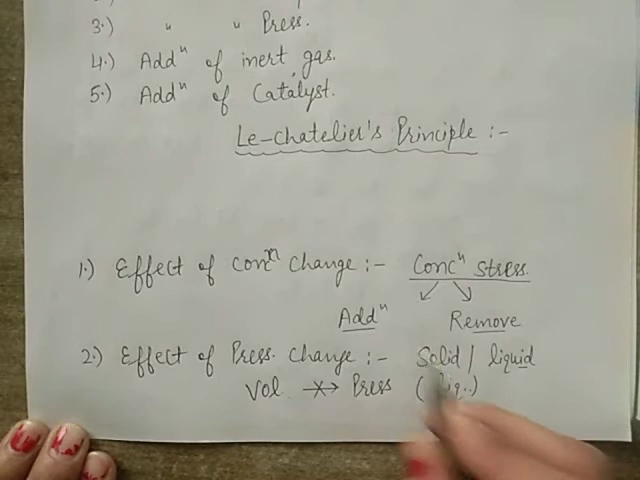 3.) " " Press.
4.) Addⁿ of inert gas.
5.) Addⁿ of Catalyst.
Le-chatelier's Principle :-
1.) Effect of concⁿ change :- Concⁿ stress.
Addⁿ Remove
2.) Effect of Press. change :- Solid / liquid
Vol Press